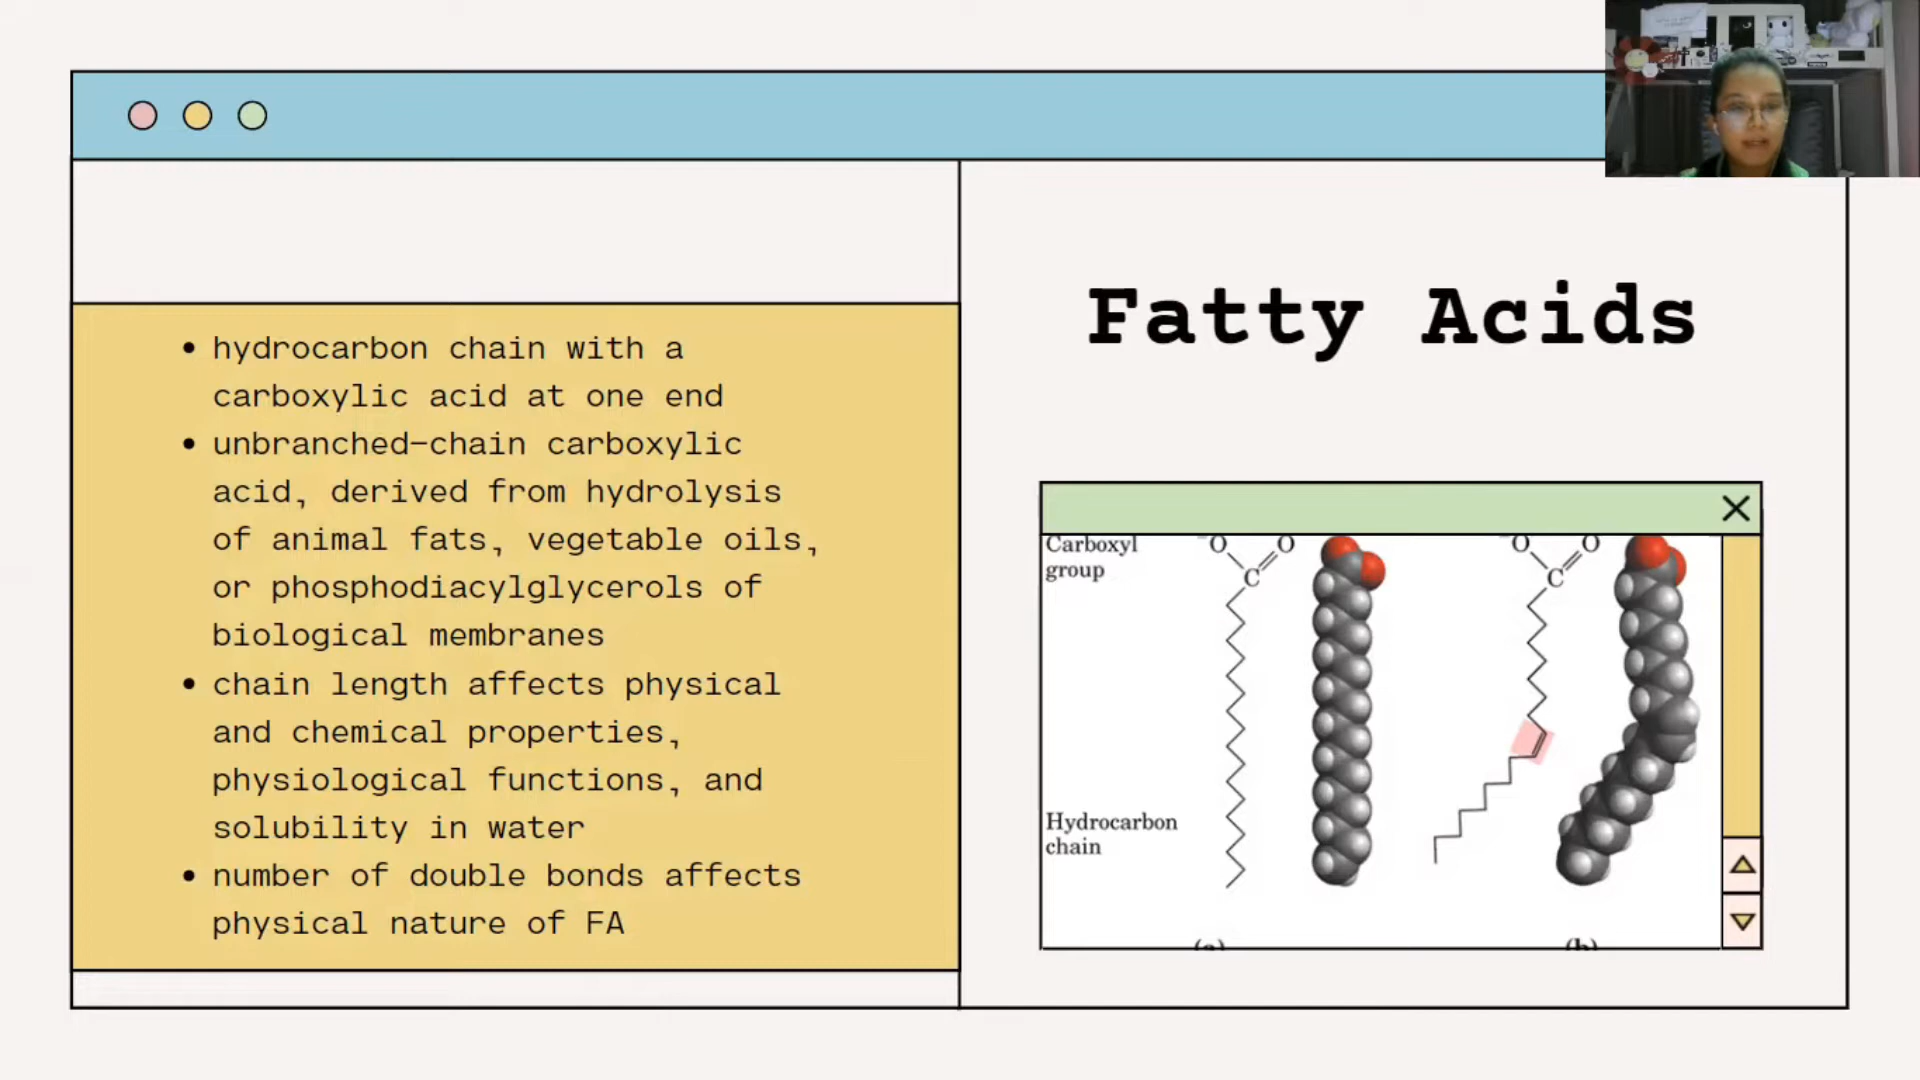 Fatty Acids
• hydrocarbon chain with a
carboxylic acid at one end
• unbranched-chain carboxylic
acid, derived from hydrolysis
of animal fats, vegetable oils,
or phosphodiacylglycerols of
biological membranes
• chain length affects physical
and chemical properties,
physiological functions, and
solubility in water
• number of double bonds affects
physical nature of FA
Carboxyl
group
⁻O O
C
⁻O O
C
Hydrocarbon
chain
(a) (b)